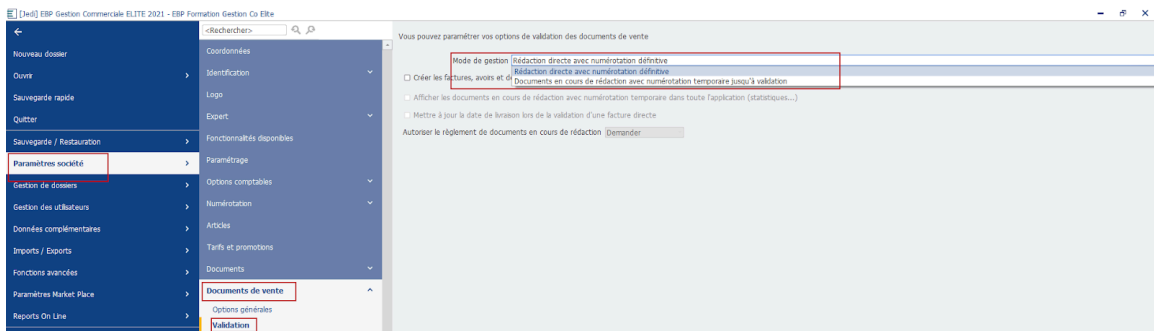 [Jedi] EBP Gestion Commerciale ELITE 2021 - EBP Formation Gestion Co Elite
Nouveau dossier
Ouvrir
Sauvegarde rapide
Quitter
Sauvegarde / Restauration
Paramètres société
Gestion de dossiers
Gestion des utilisateurs
Données complémentaires
Imports / Exports
Fonctions avancées
Paramètres Market Place
Reports On Line
<Rechercher>
Coordonnées
Identification
Logo
Expert
Fonctionnalités disponibles
Paramétrage
Options comptables
Numérotation
Articles
Tarifs et promotions
Documents
Documents de vente
Options générales
Validation
Vous pouvez paramétrer vos options de validation des documents de vente
Mode de gestion Rédaction directe avec numérotation définitive
Rédaction directe avec numérotation définitive
Créer les factures, avoirs et Documents en cours de rédaction avec numérotation temporaire jusqu'à validation
Afficher les documents en cours de rédaction avec numérotation temporaire dans toute l'application (statistiques...)
Mettre à jour la date de livraison lors de la validation d'une facture directe
Autoriser le règlement de documents en cours de rédaction Demander